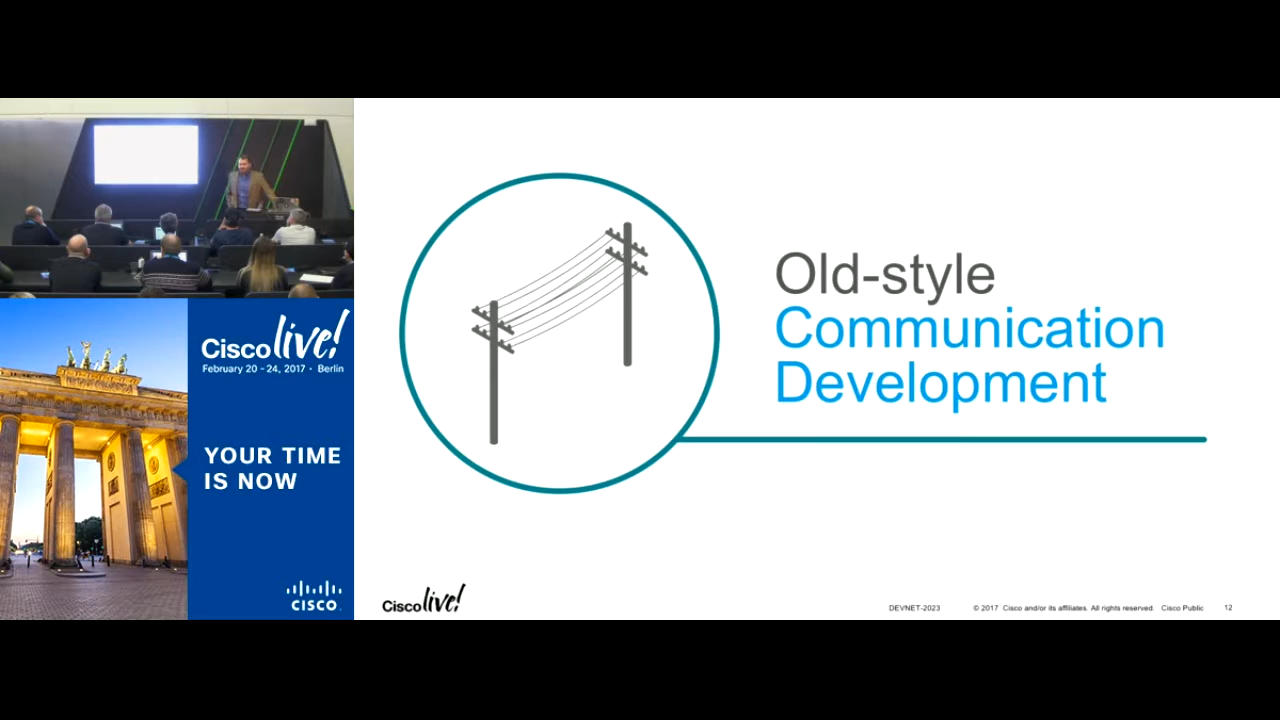 Cisco live!
February 20 - 24, 2017 · Berlin
YOUR TIME
IS NOW
CISCO
Old-style
Communication
Development
Cisco live!
DEVNET-2023 © 2017 Cisco and/or its affiliates. All rights reserved. Cisco Public 12